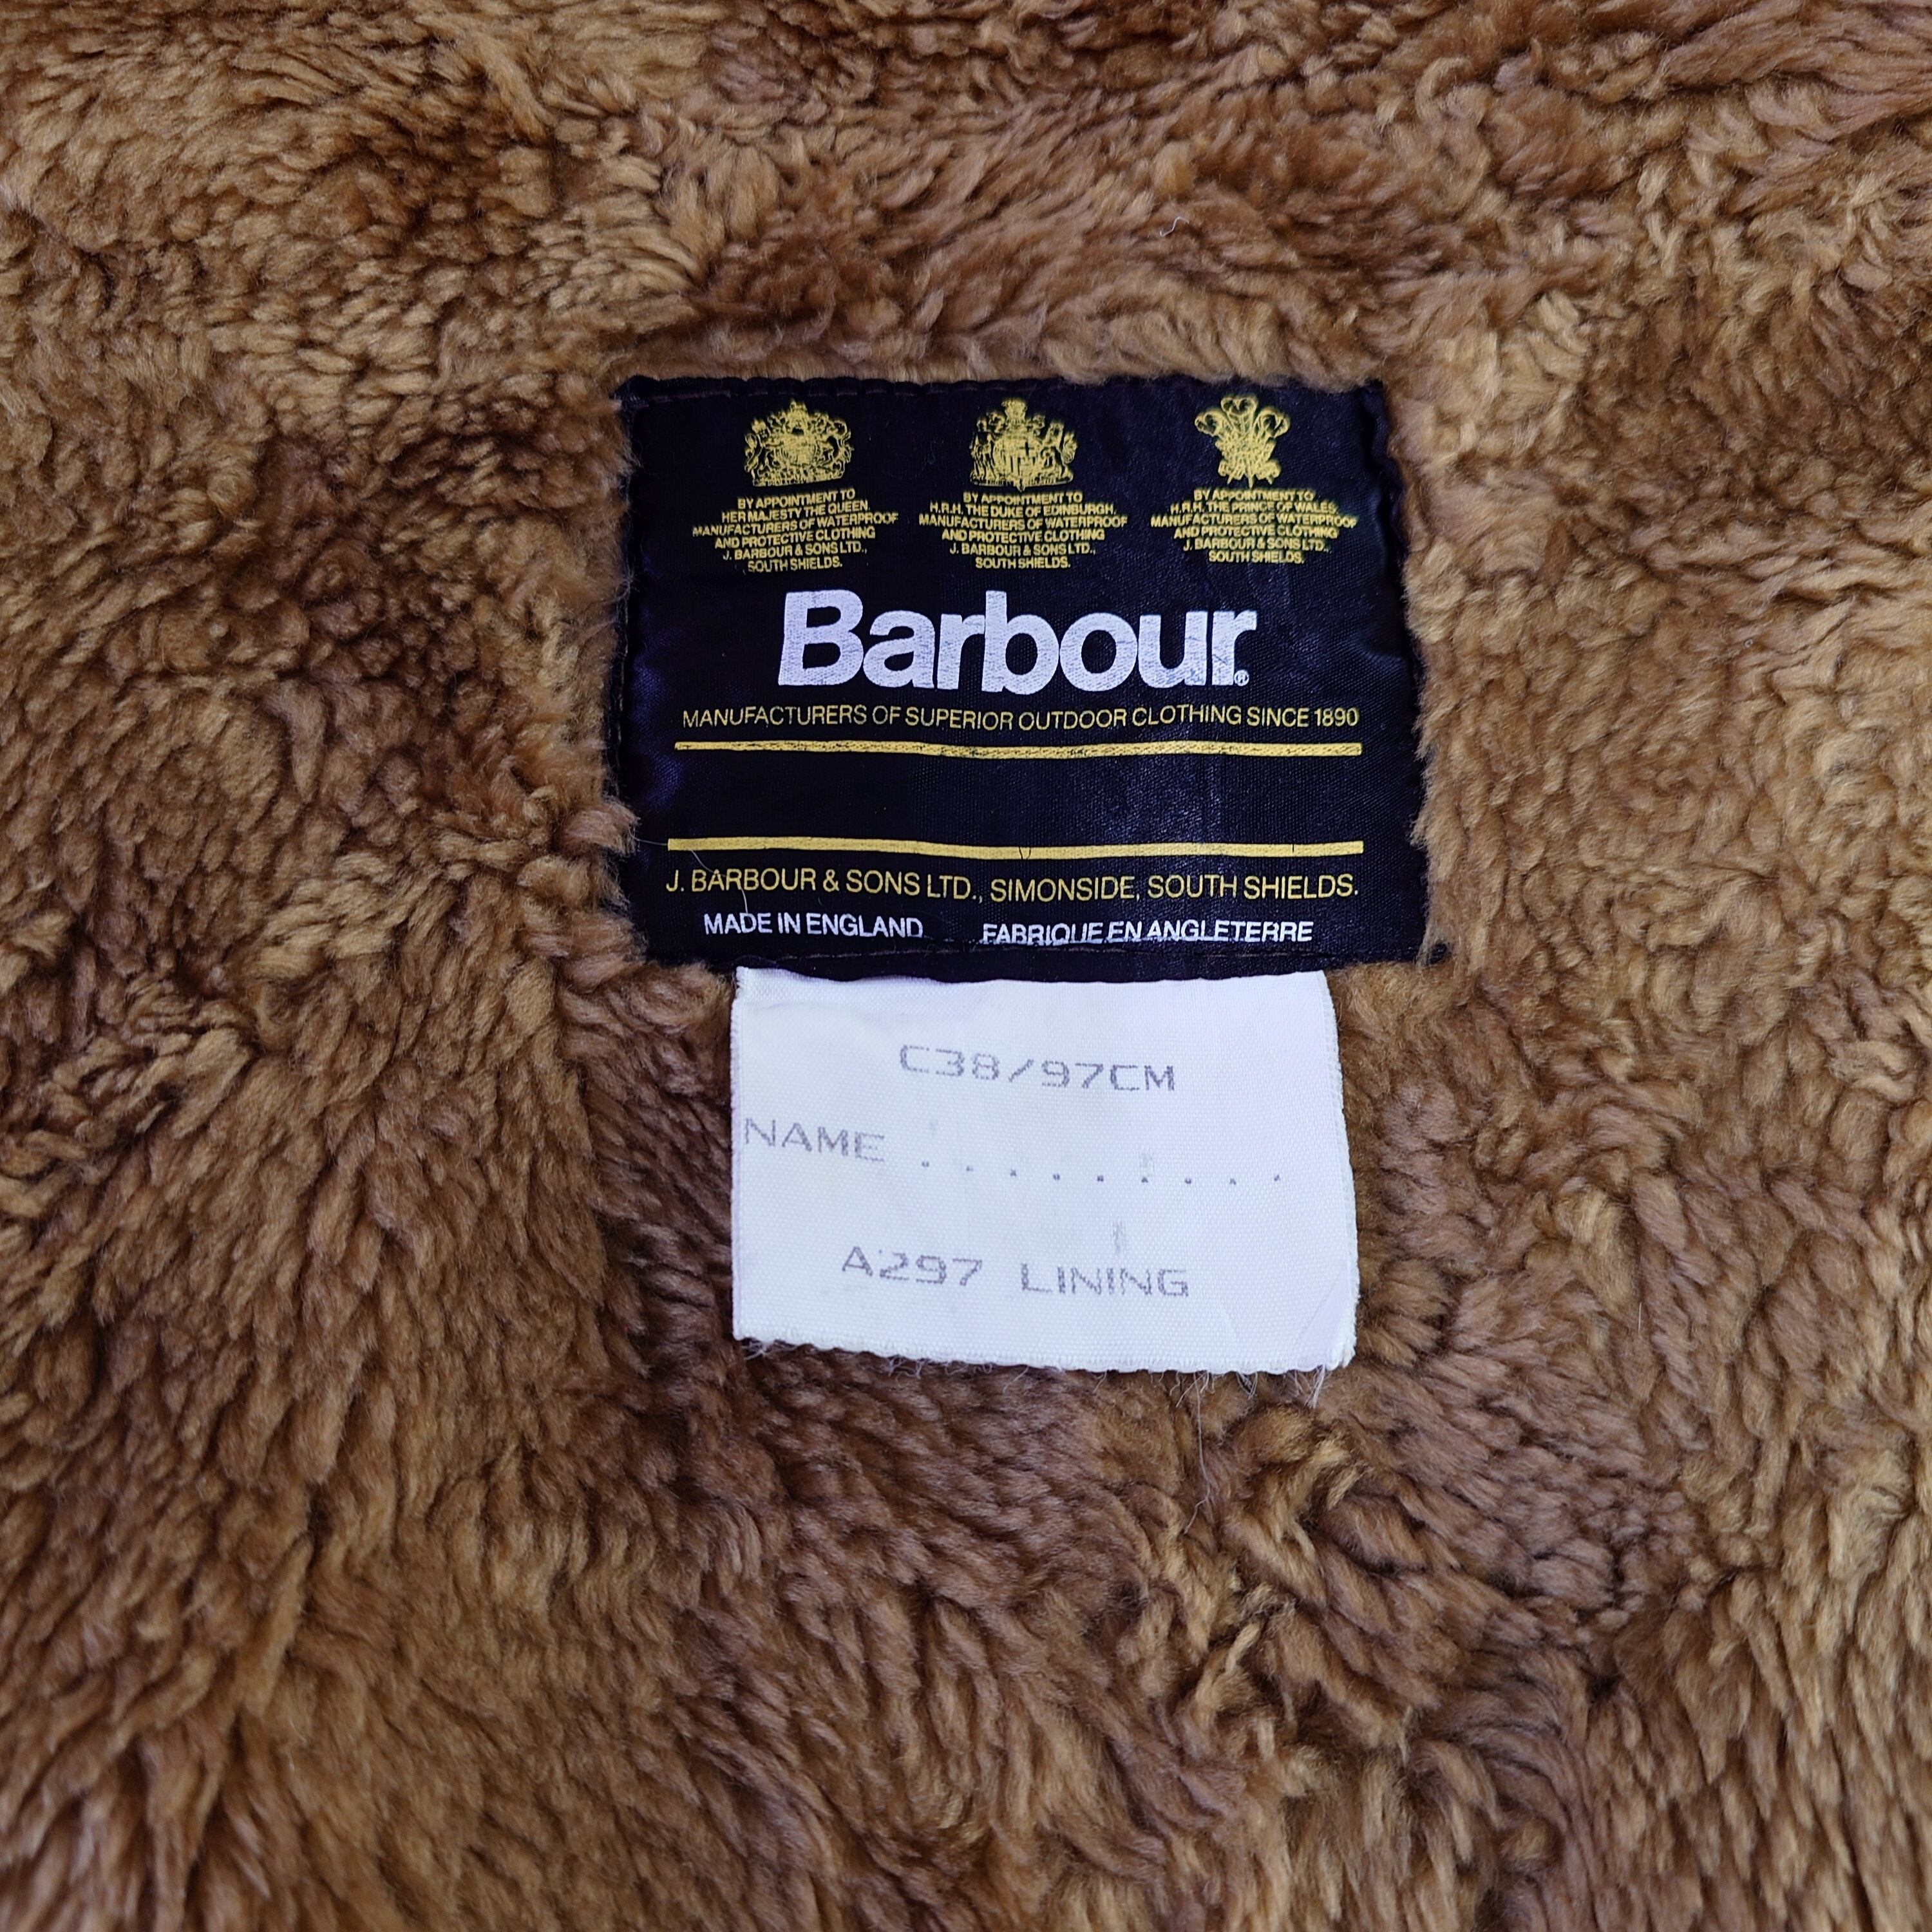 BY APPOINTMENT TO
HER MAJESTY THE QUEEN.
MANUFACTURERS OF WATERPROOF
AND PROTECTIVE CLOTHING
J. BARBOUR & SONS LTD.,
SOUTH SHIELDS.
BY APPOINTMENT TO
H.R.H. THE DUKE OF EDINBURGH.
MANUFACTURERS OF WATERPROOF
AND PROTECTIVE CLOTHING
J. BARBOUR & SONS LTD.,
SOUTH SHIELDS.
BY APPOINTMENT TO
H.R.H. THE PRINCE OF WALES.
MANUFACTURERS OF WATERPROOF
AND PROTECTIVE CLOTHING
J. BARBOUR & SONS LTD.,
SOUTH SHIELDS.
Barbour®
MANUFACTURERS OF SUPERIOR OUTDOOR CLOTHING SINCE 1890
J. BARBOUR & SONS LTD., SIMONSIDE, SOUTH SHIELDS.
MADE IN ENGLAND. FABRIQUE EN ANGLETERRE
C38/97CM
NAME .........
A297 LINING